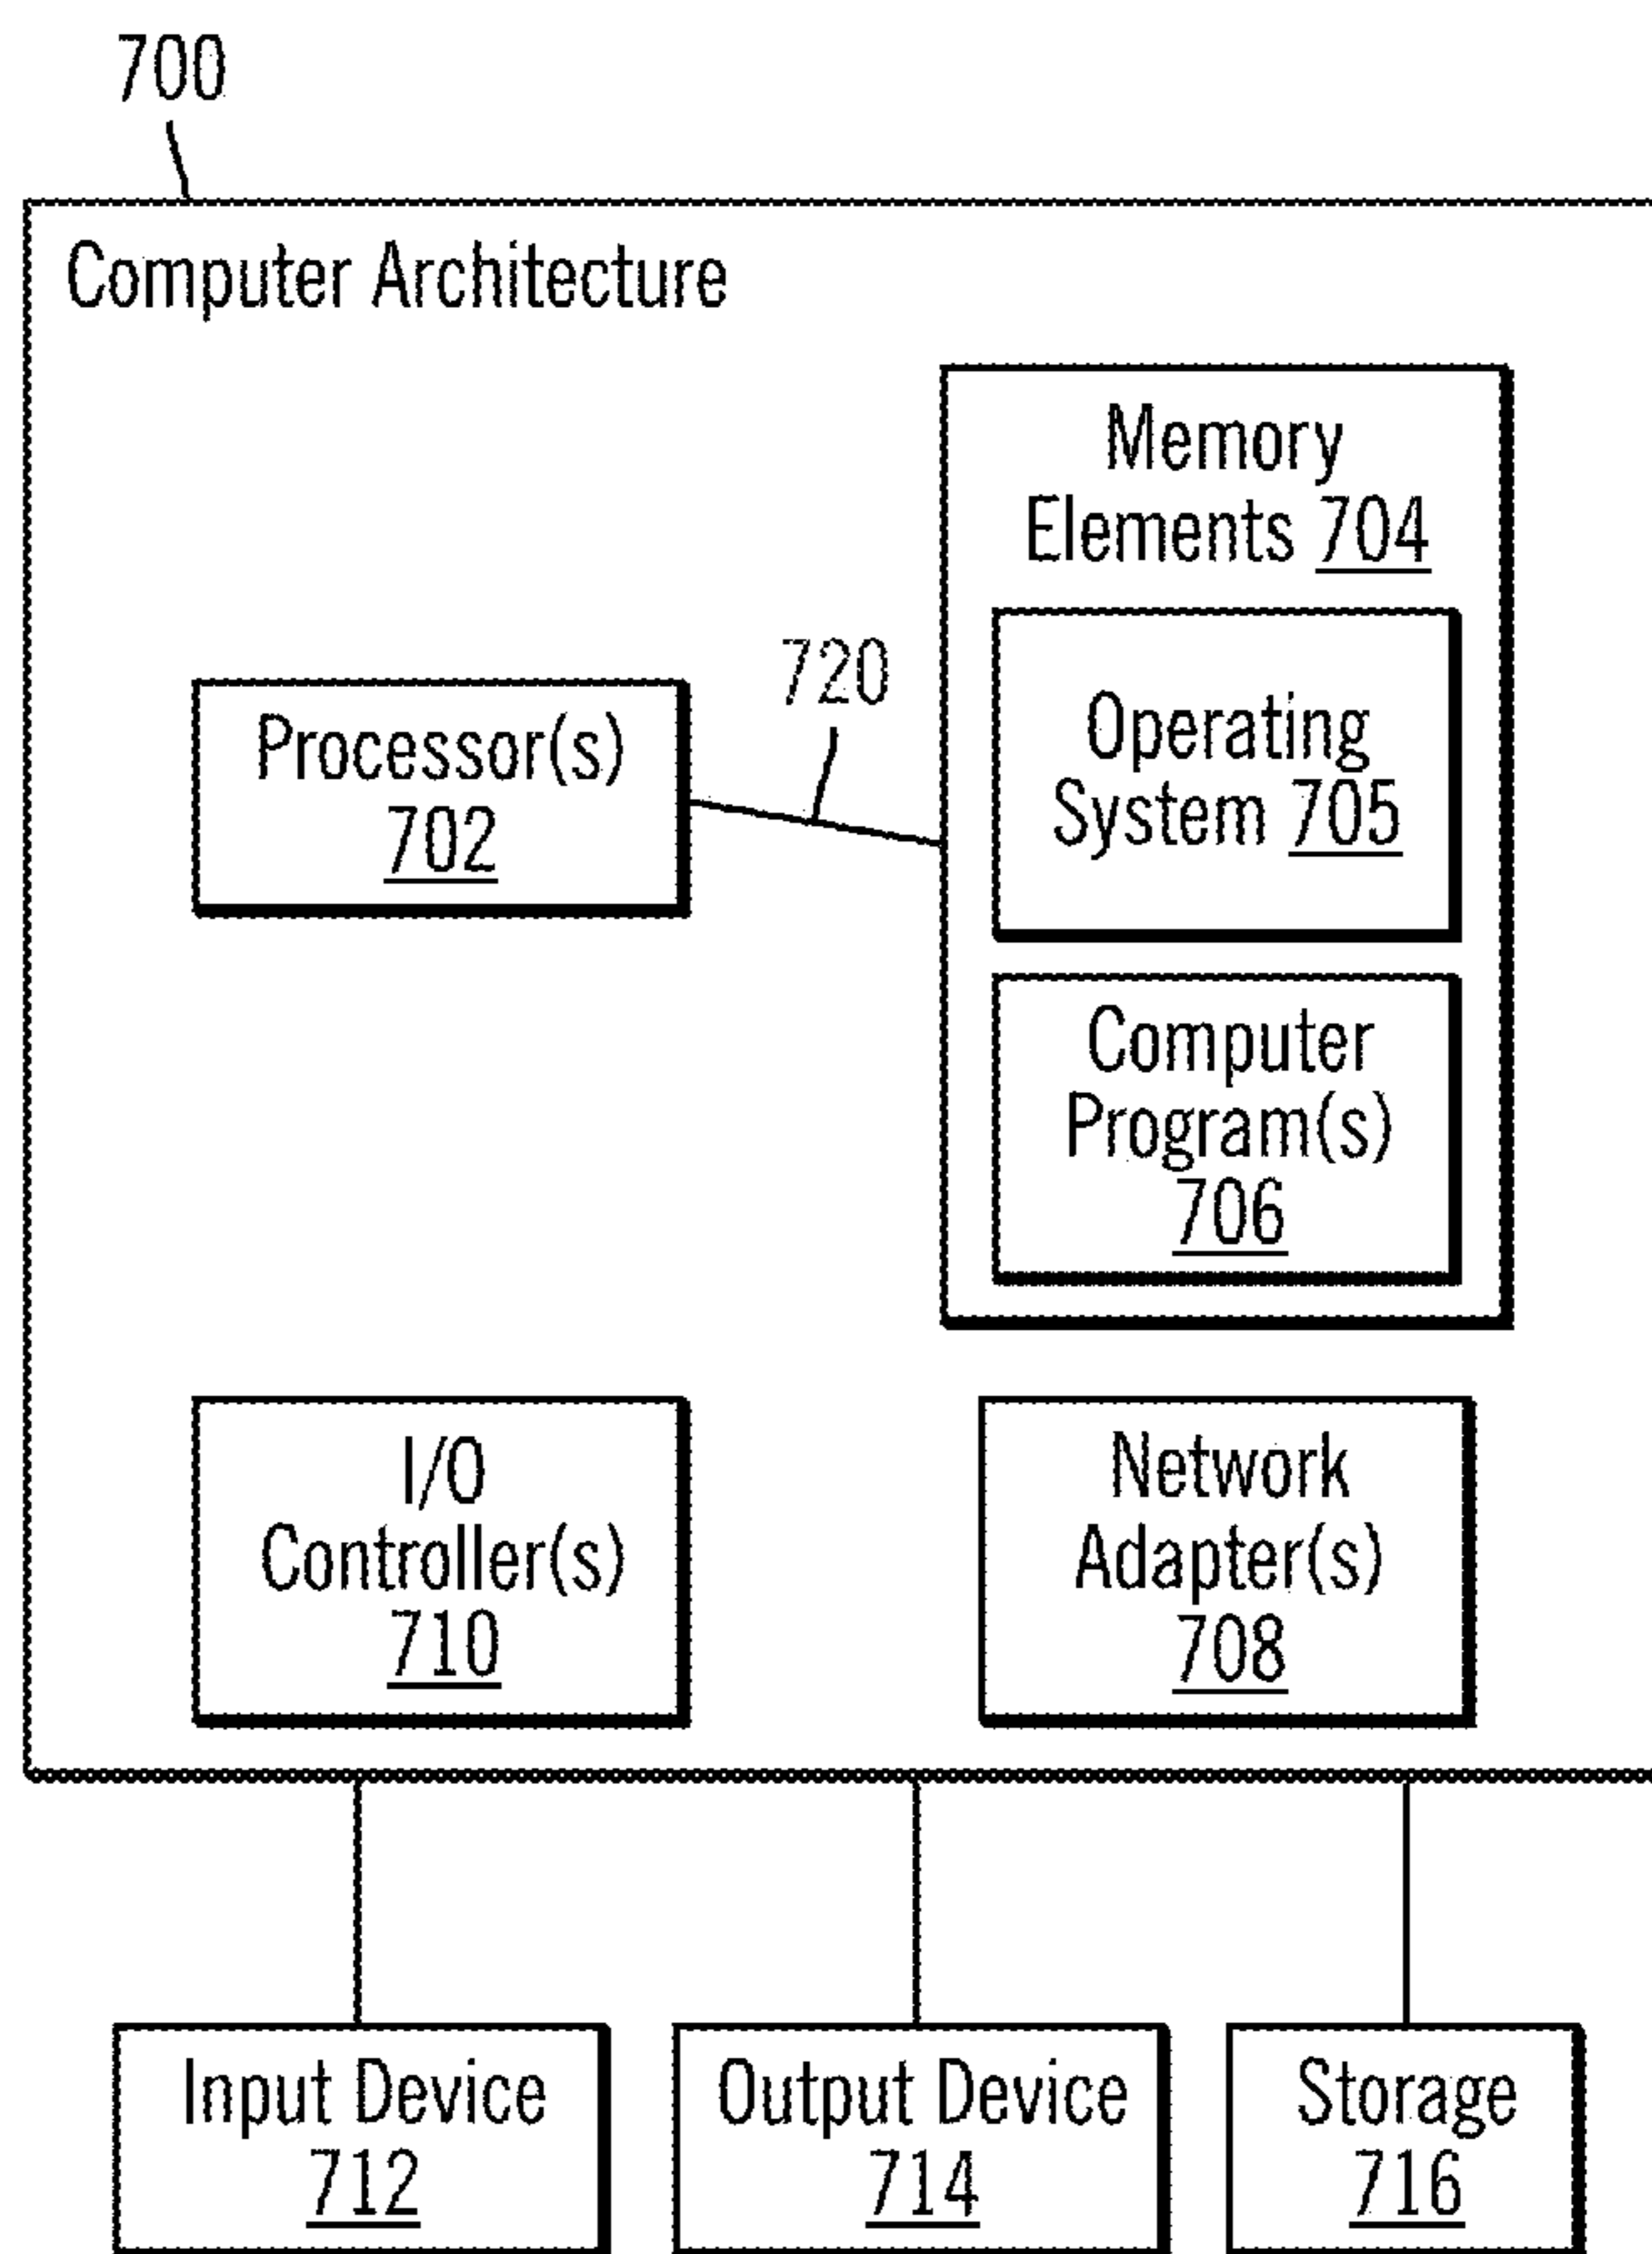 700
Computer Architecture
Memory
Elements 704
720
Processor(s)
702
Operating
System 705
Computer
Program(s)
706
I/O
Controller(s)
710
Network
Adapter(s)
708
Input Device
712
Output Device
714
Storage
716